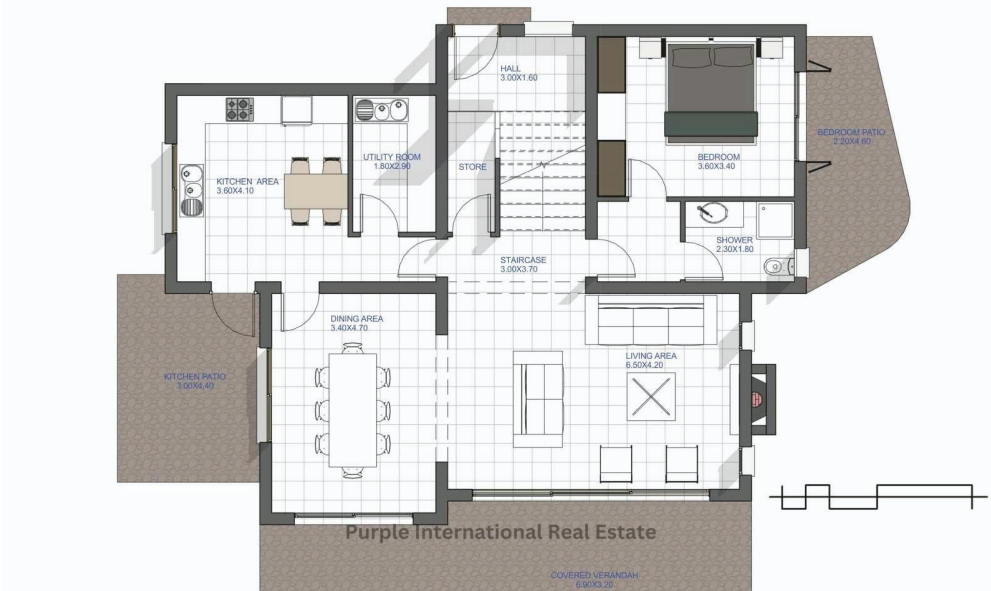 HALL
3.00X1.60
BEDROOM PATIO
2.20X4.60
UTILITY ROOM
1.80X2.90
BEDROOM
3.60X3.40
STORE
KITCHEN AREA
3.60X4.10
SHOWER
2.30X1.80
STAIRCASE
3.00X3.70
DINING AREA
3.40X4.70
LIVING AREA
6.50X4.20
KITCHEN PATIO
3.00X4.40
Purple International Real Estate
COVERED VERANDAH
6.90X3.20